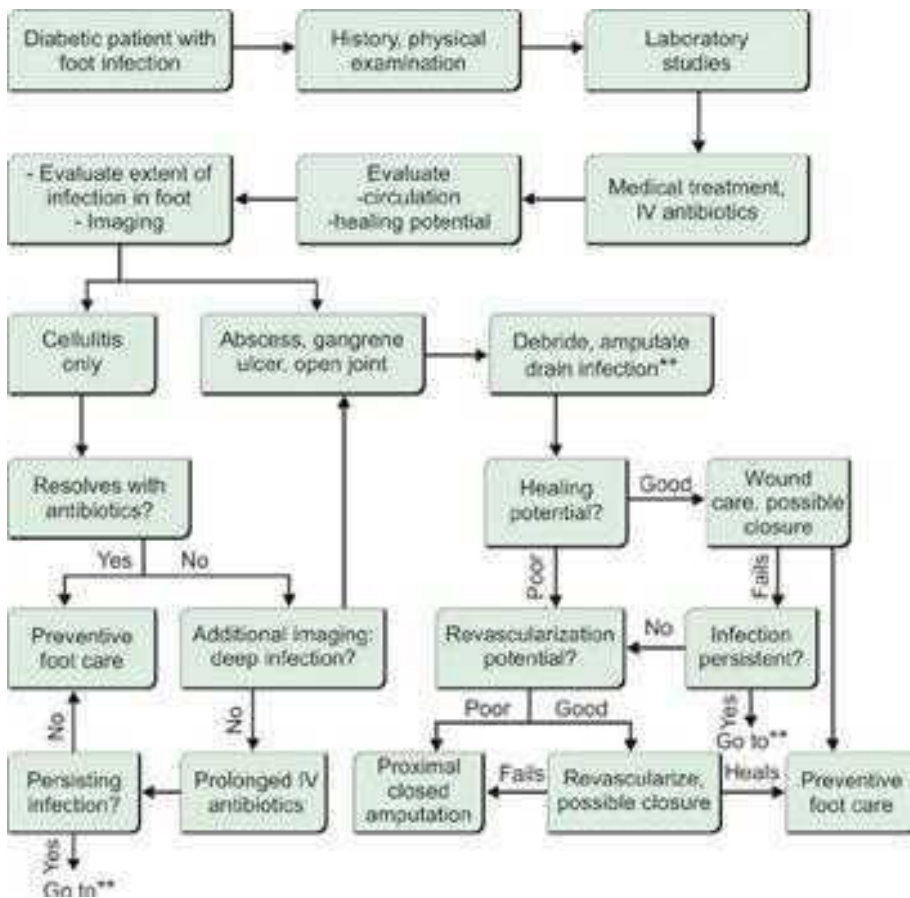 Diabetic patient with
foot infection
History, physical
examination
Laboratory
studies
- Evaluate extent of
infection in foot
- Imaging
Evaluate
-circulation
-healing potential
Medical treatment,
IV antibiotics
Cellulitis
only
Abscess, gangrene
ulcer, open joint
Debride, amputate
drain infection**
Resolves with
antibiotics?
Healing
potential?
Good
Wound
care, possible
closure
Yes
No
Poor
Fails
Preventive
foot care
Additional imaging:
deep infection?
Revascularization
potential?
No
Infection
persistent?
No
No
Poor
Good
Yes
Go to**
Persisting
infection?
Prolonged IV
antibiotics
Proximal
closed
amputation
Fails
Revascularize,
possible closure
Heals
Preventive
foot care
Yes
Go to**